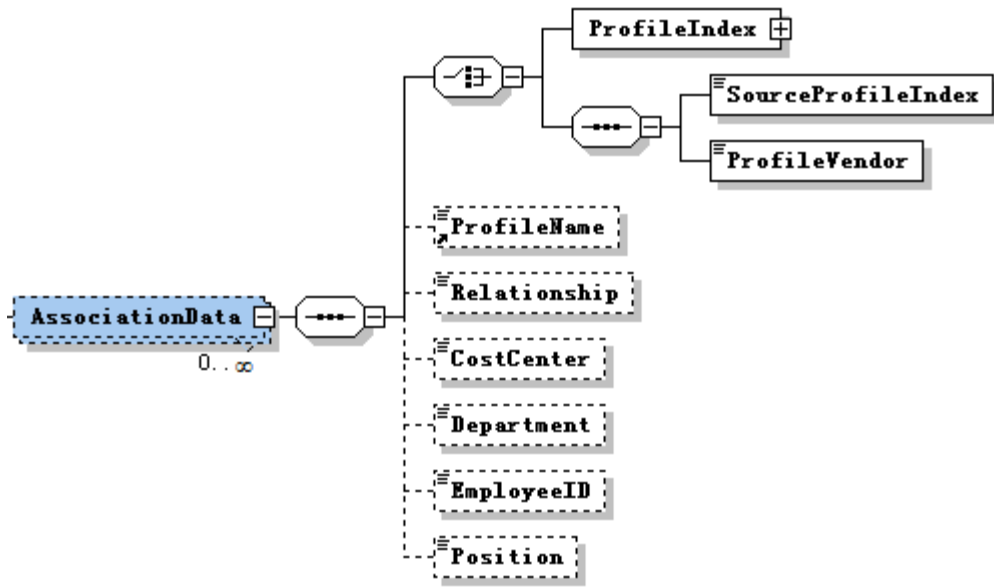 ProfileIndex
SourceProfileIndex
ProfileVendor
ProfileName
Relationship
AssociationData
0..∞
CostCenter
Department
EmployeeID
Position